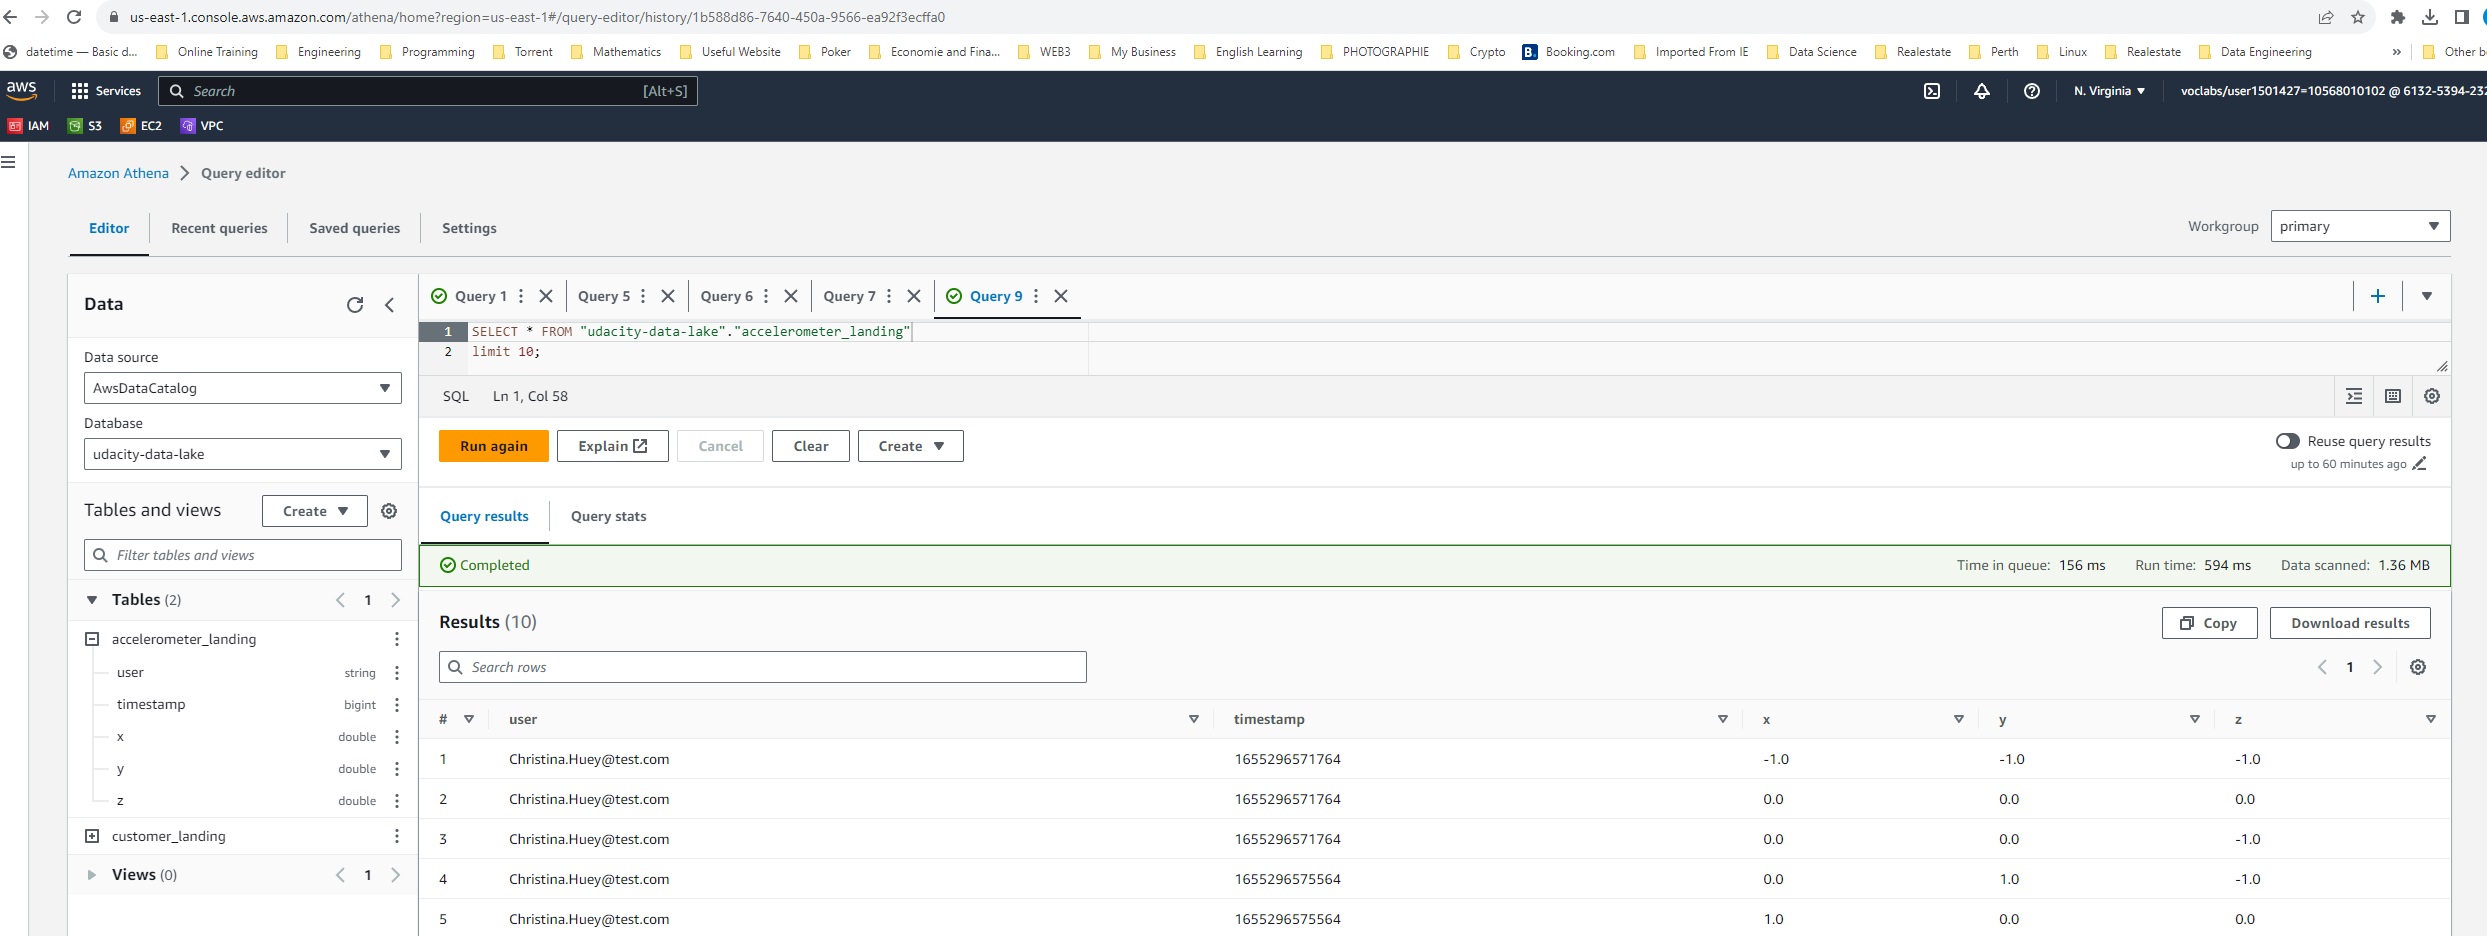 us-east-1.console.aws.amazon.com/athena/home?region=us-east-1#/query-editor/history/1b588d86-7640-450a-9566-ea92f3ecffa0
datetime — Basic d... Online Training Engineering Programming Torrent Mathematics Useful Website Poker Economie and Fina... WEB3 My Business English Learning PHOTOGRAPHIE Crypto B. Booking.com Imported From IE Data Science Realestate Perth Linux Realestate Data Engineering » Other b
aws Services Search [Alt+S] N. Virginia voclabs/user1501427=10568010102 @ 6132-5394-232
IAM S3 EC2 VPC
Amazon Athena Query editor
Editor Recent queries Saved queries Settings Workgroup primary
Data Query 1 Query 5 Query 6 Query 7 Query 9
1 SELECT * FROM "udacity-data-lake"."accelerometer_landing"
2 limit 10;
Data source
AwsDataCatalog
SQL Ln 1, Col 58
Database
udacity-data-lake
Run again Explain Cancel Clear Create Reuse query results
up to 60 minutes ago
Tables and views Create
Query results Query stats
Filter tables and views
Completed Time in queue: 156 ms Run time: 594 ms Data scanned: 1.36 MB
Tables (2) 1
Results (10) Copy Download results
accelerometer_landing
Search rows 1
user string
timestamp bigint
x double
y double
z double
customer_landing
Views (0) 1
# user timestamp x y z
1 Christina.Huey@test.com 1655296571764 -1.0 -1.0 -1.0
2 Christina.Huey@test.com 1655296571764 0.0 0.0 0.0
3 Christina.Huey@test.com 1655296571764 0.0 0.0 -1.0
4 Christina.Huey@test.com 1655296575564 0.0 1.0 -1.0
5 Christina.Huey@test.com 1655296575564 1.0 0.0 0.0